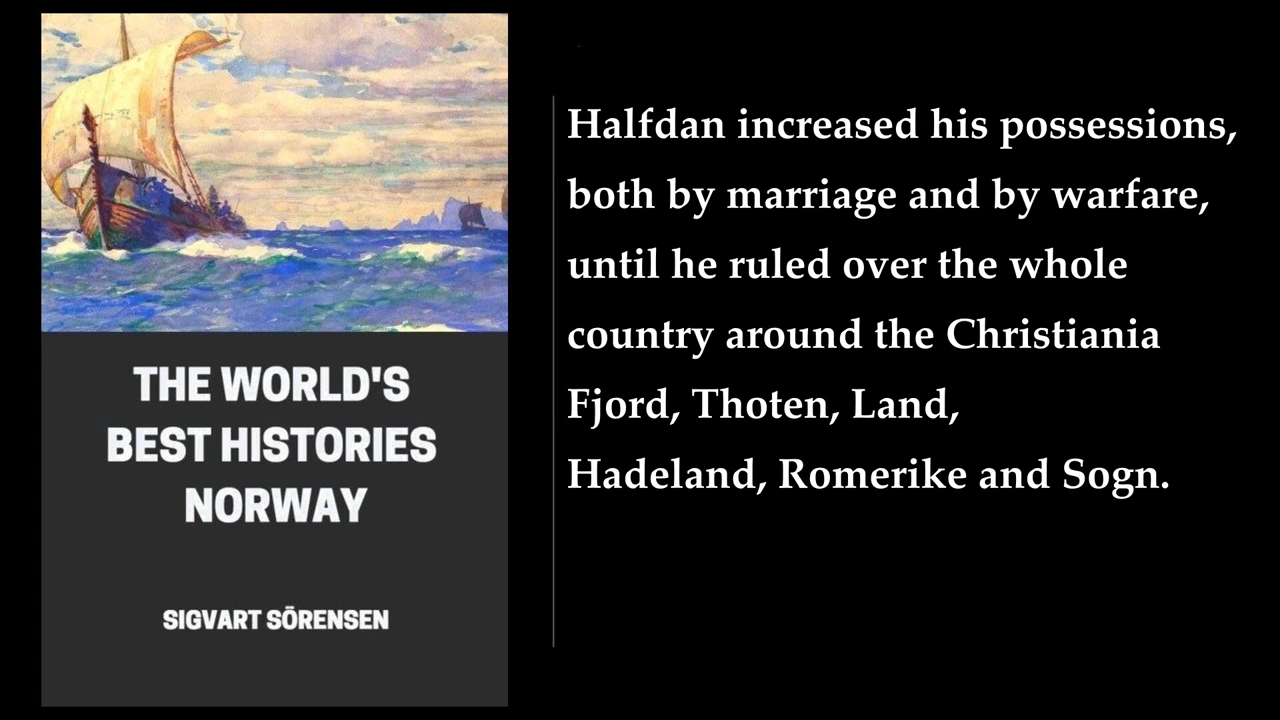 THE WORLD'S
BEST HISTORIES
NORWAY
SIGVART SÖRENSEN
Halfdan increased his possessions,
both by marriage and by warfare,
until he ruled over the whole
country around the Christiania
Fjord, Thoten, Land,
Hadeland, Romerike and Sogn.